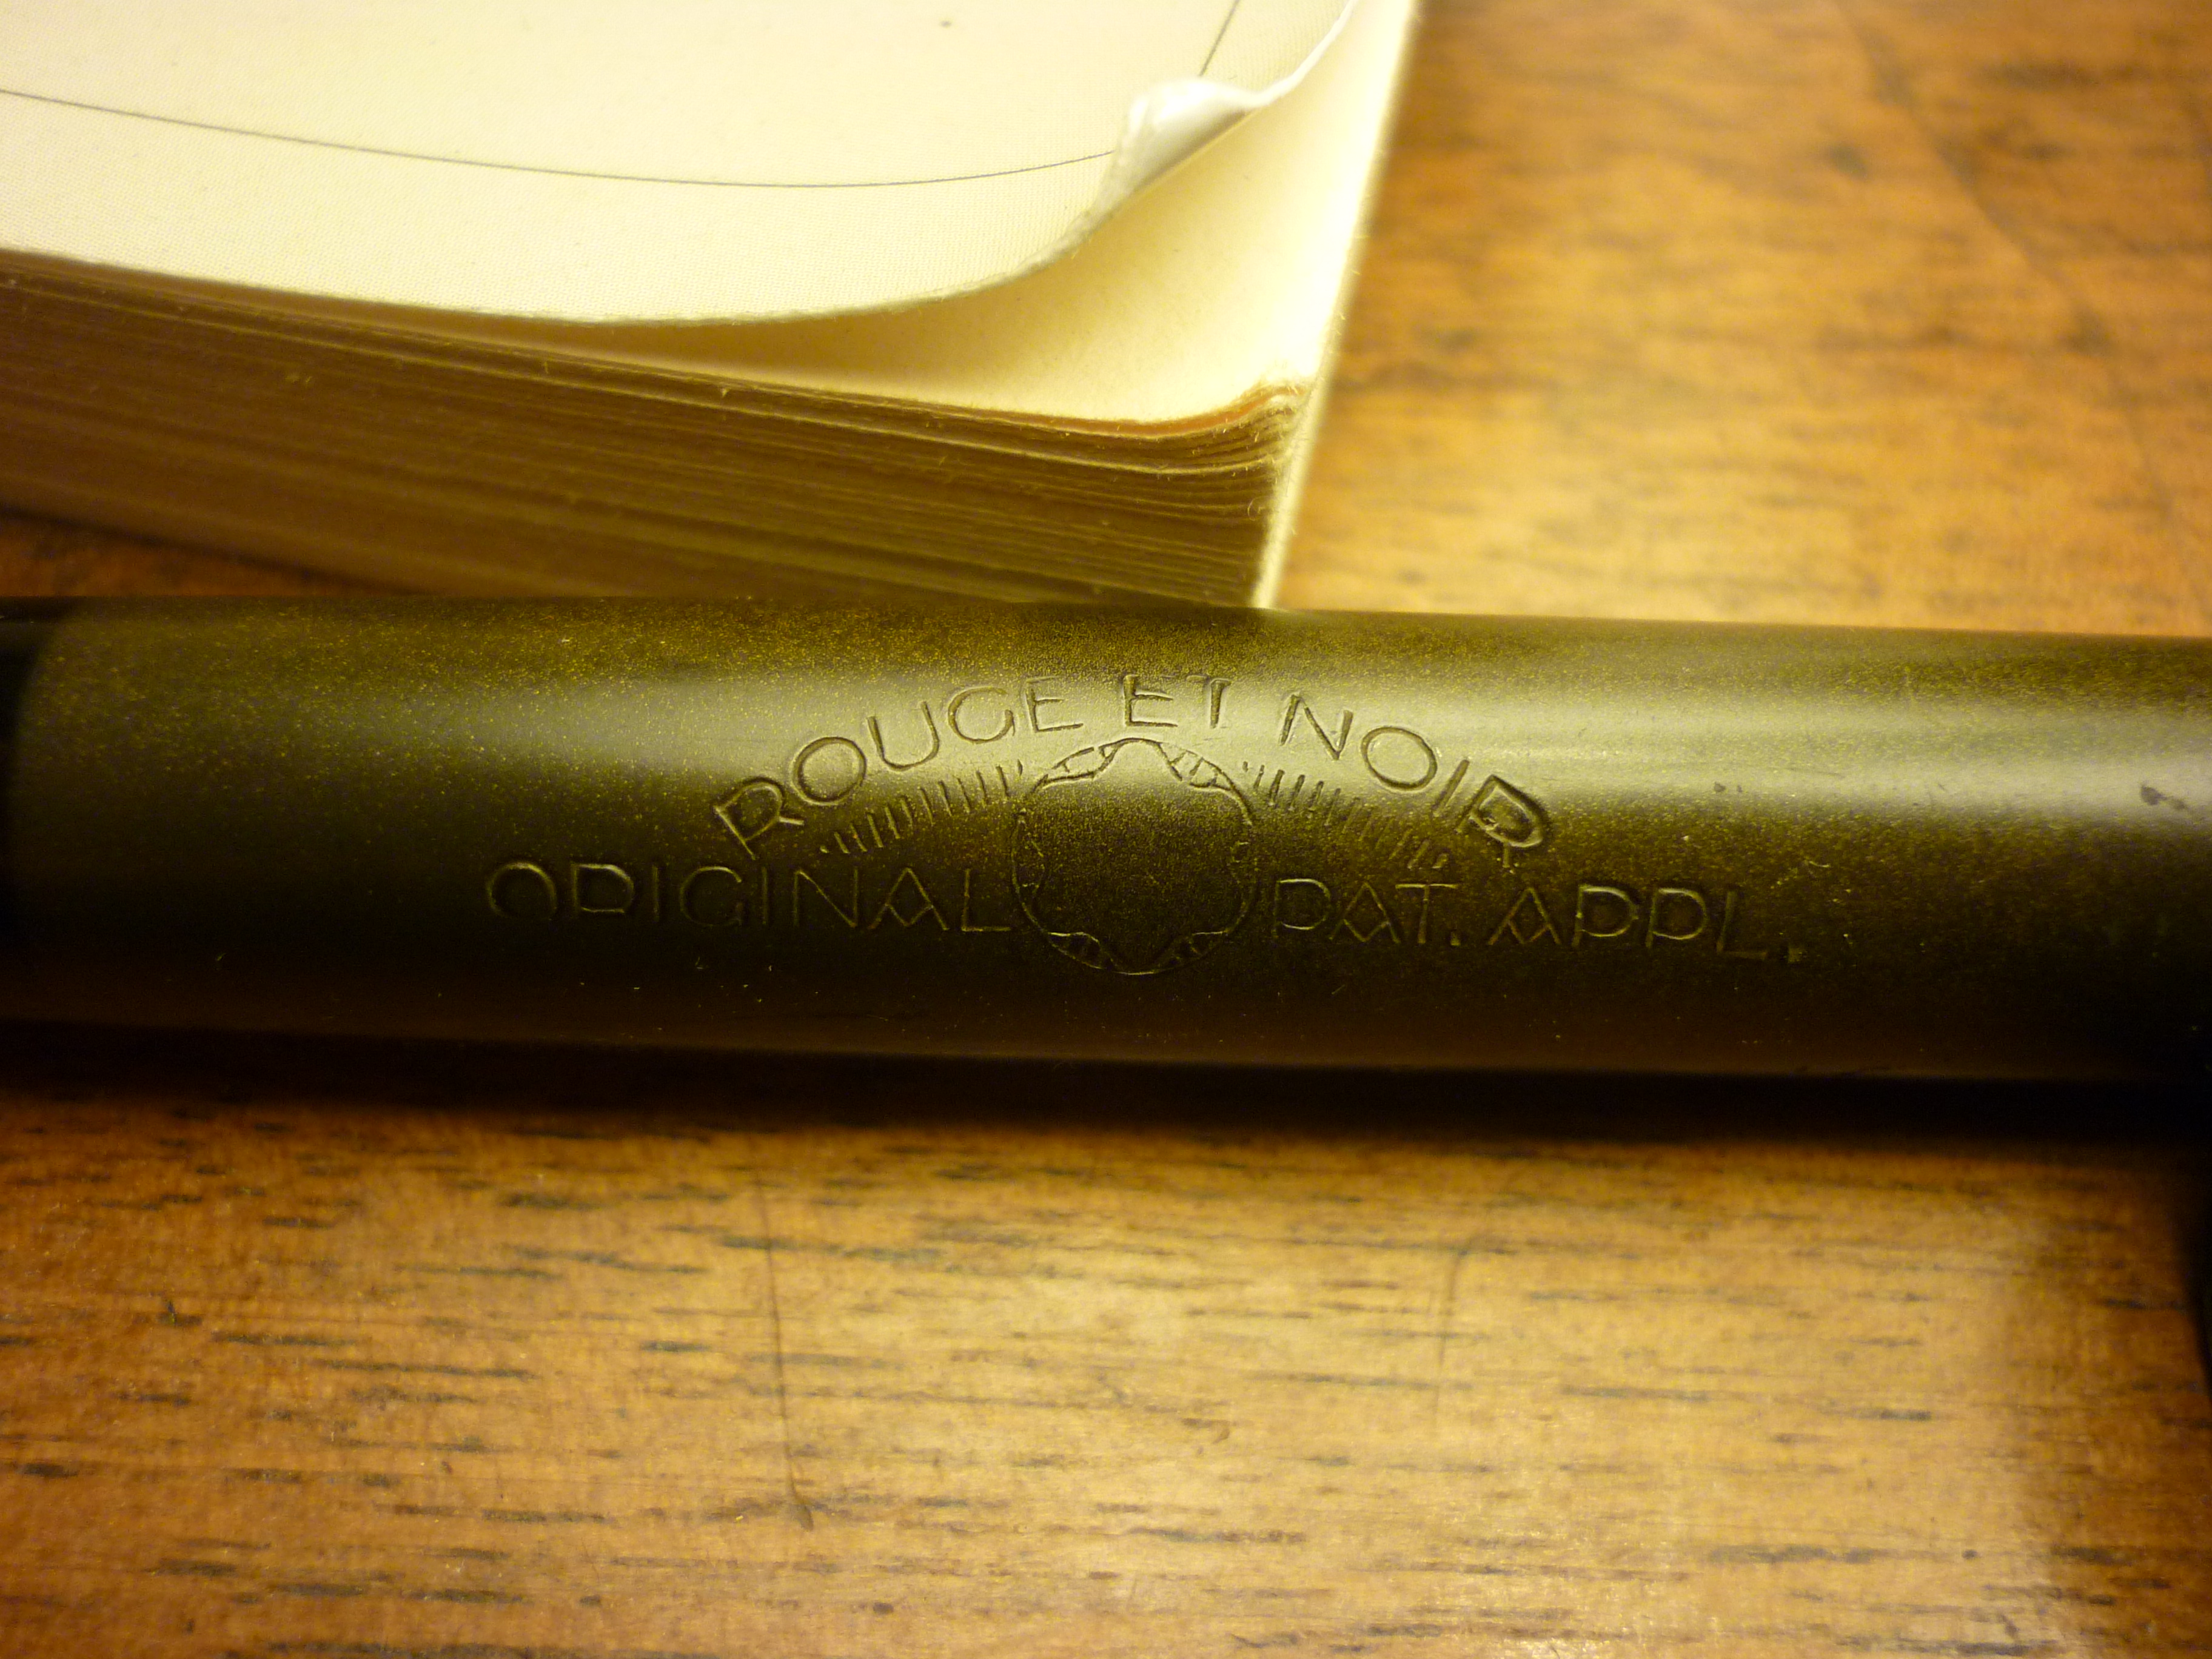 ROUGE ET NOIR
ORIGINAL PAT. APPL.